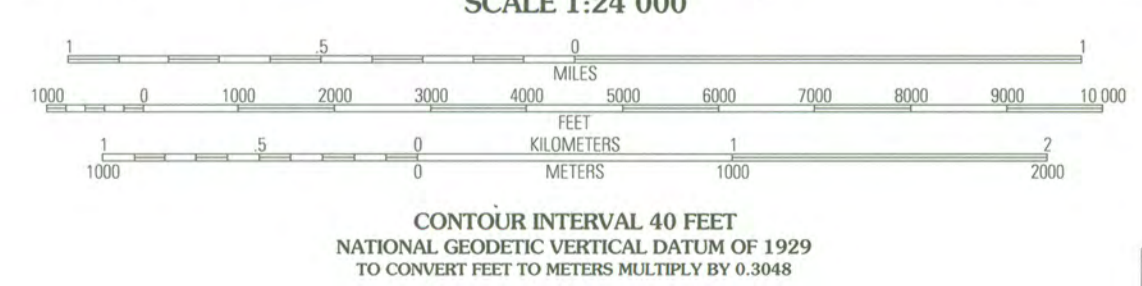 SCALE 1:24 000
1 .5 0 1
MILES
1000 0 1000 2000 3000 4000 5000 6000 7000 8000 9000 10 000
FEET
1 .5 0 KILOMETERS 1 2
1000 0 METERS 1000 2000
CONTOUR INTERVAL 40 FEET
NATIONAL GEODETIC VERTICAL DATUM OF 1929
TO CONVERT FEET TO METERS MULTIPLY BY 0.3048